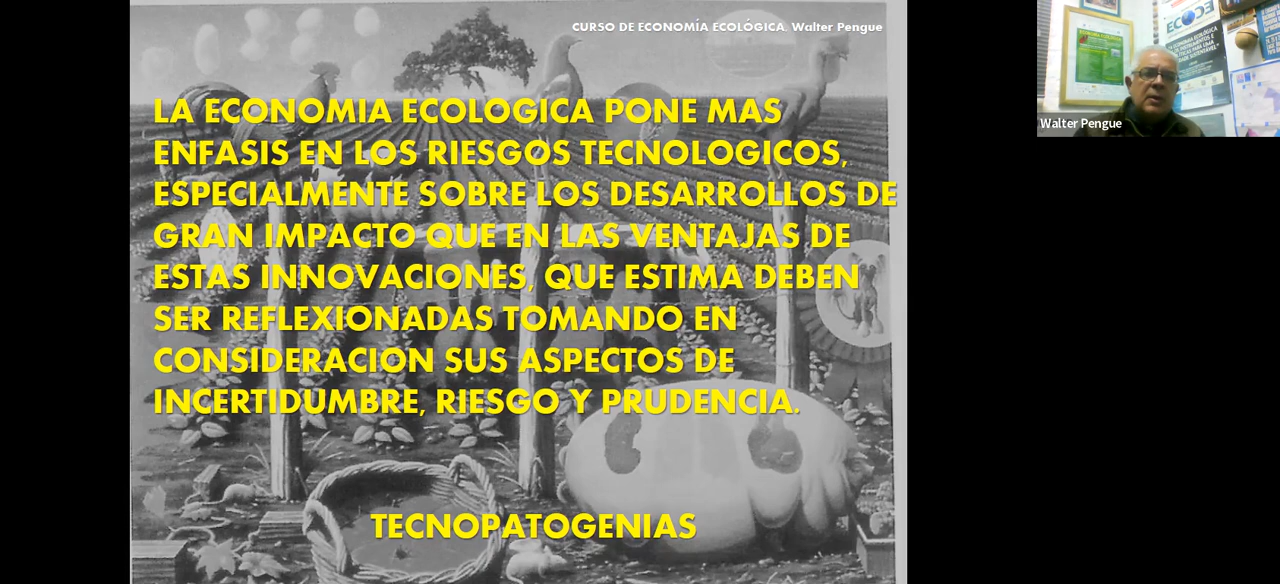 CURSO DE ECONOMÍA ECOLÓGICA. Walter Pengue
LA ECONOMIA ECOLOGICA PONE MAS
ENFASIS EN LOS RIESGOS TECNOLOGICOS,
ESPECIALMENTE SOBRE LOS DESARROLLOS DE
GRAN IMPACTO QUE EN LAS VENTAJAS DE
ESTAS INNOVACIONES, QUE ESTIMA DEBEN
SER REFLEXIONADAS TOMANDO EN
CONSIDERACION SUS ASPECTOS DE
INCERTIDUMBRE, RIESGO Y PRUDENCIA.
TECNOPATOGENIAS
Walter Pengue